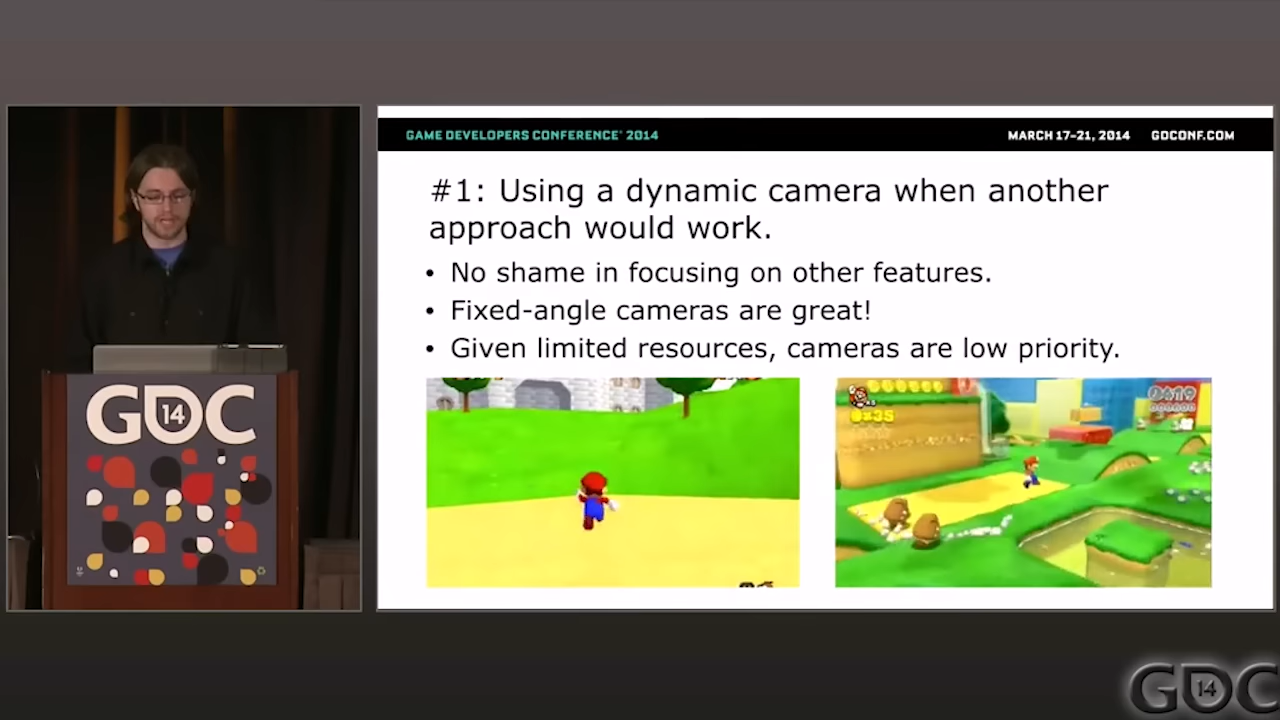 GAME DEVELOPERS CONFERENCE® 2014
MARCH 17–21, 2014 GDCONF.COM
#1: Using a dynamic camera when another
approach would work.
• No shame in focusing on other features.
• Fixed-angle cameras are great!
• Given limited resources, cameras are low priority.
GDC
14
GDC
14